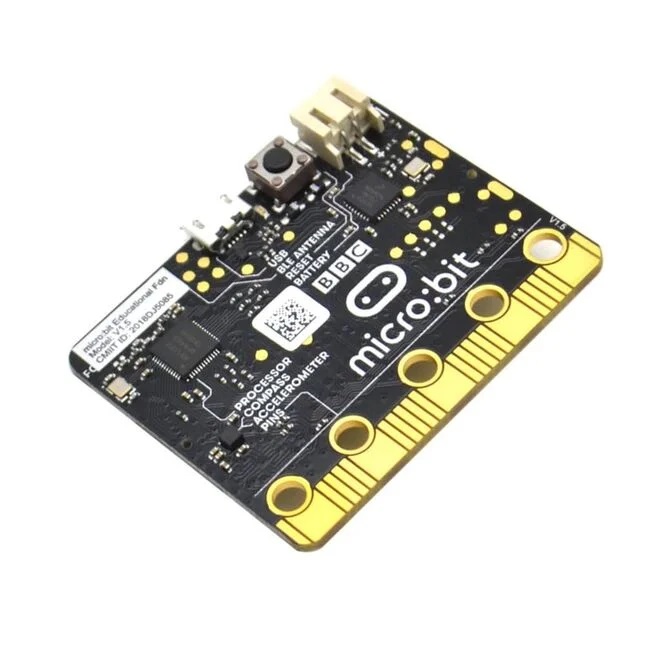 micro:bit Educational Fdn
Model: V1.5
CMIIT ID: 2018DJ5085
USB
BLE ANTENNA
RESET
BATTERY
BBC
micro:bit
V1.5
PROCESSOR
COMPASS
ACCELEROMETER
PINS